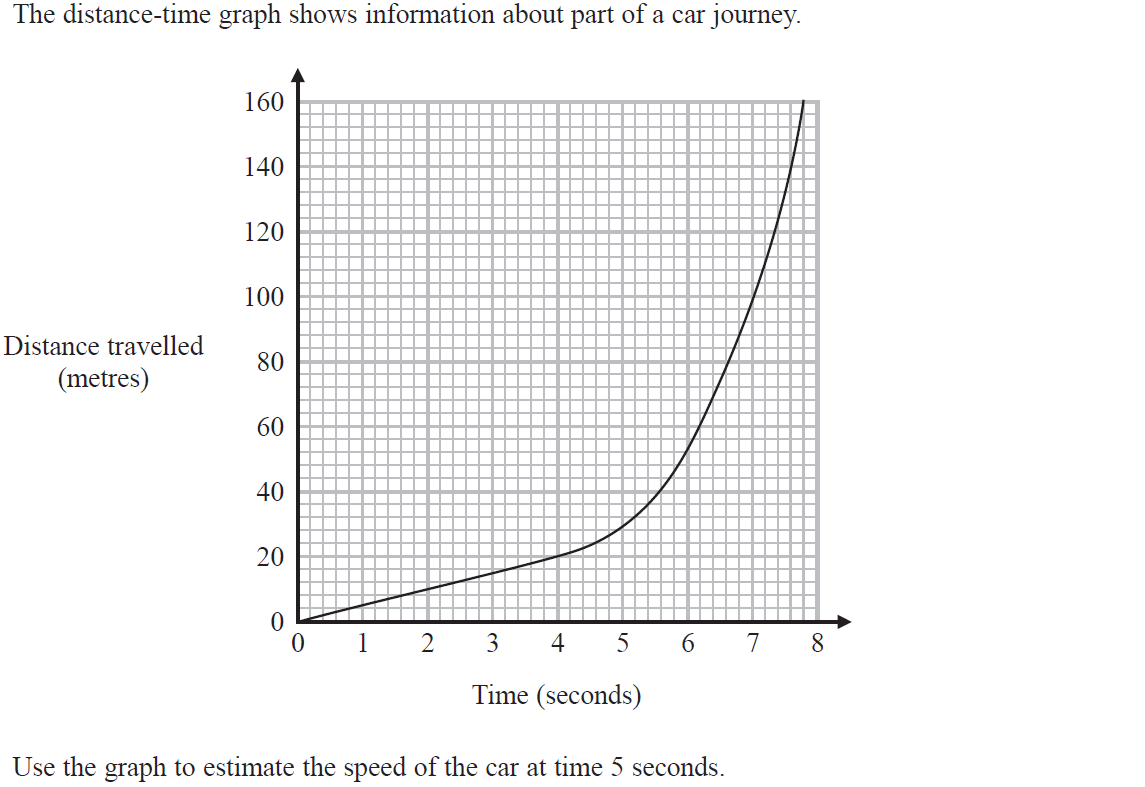 The distance-time graph shows information about part of a car journey.
160
140
120
100
Distance travelled
(metres)
80
60
40
20
0
0 1 2 3 4 5 6 7 8
Time (seconds)
Use the graph to estimate the speed of the car at time 5 seconds.